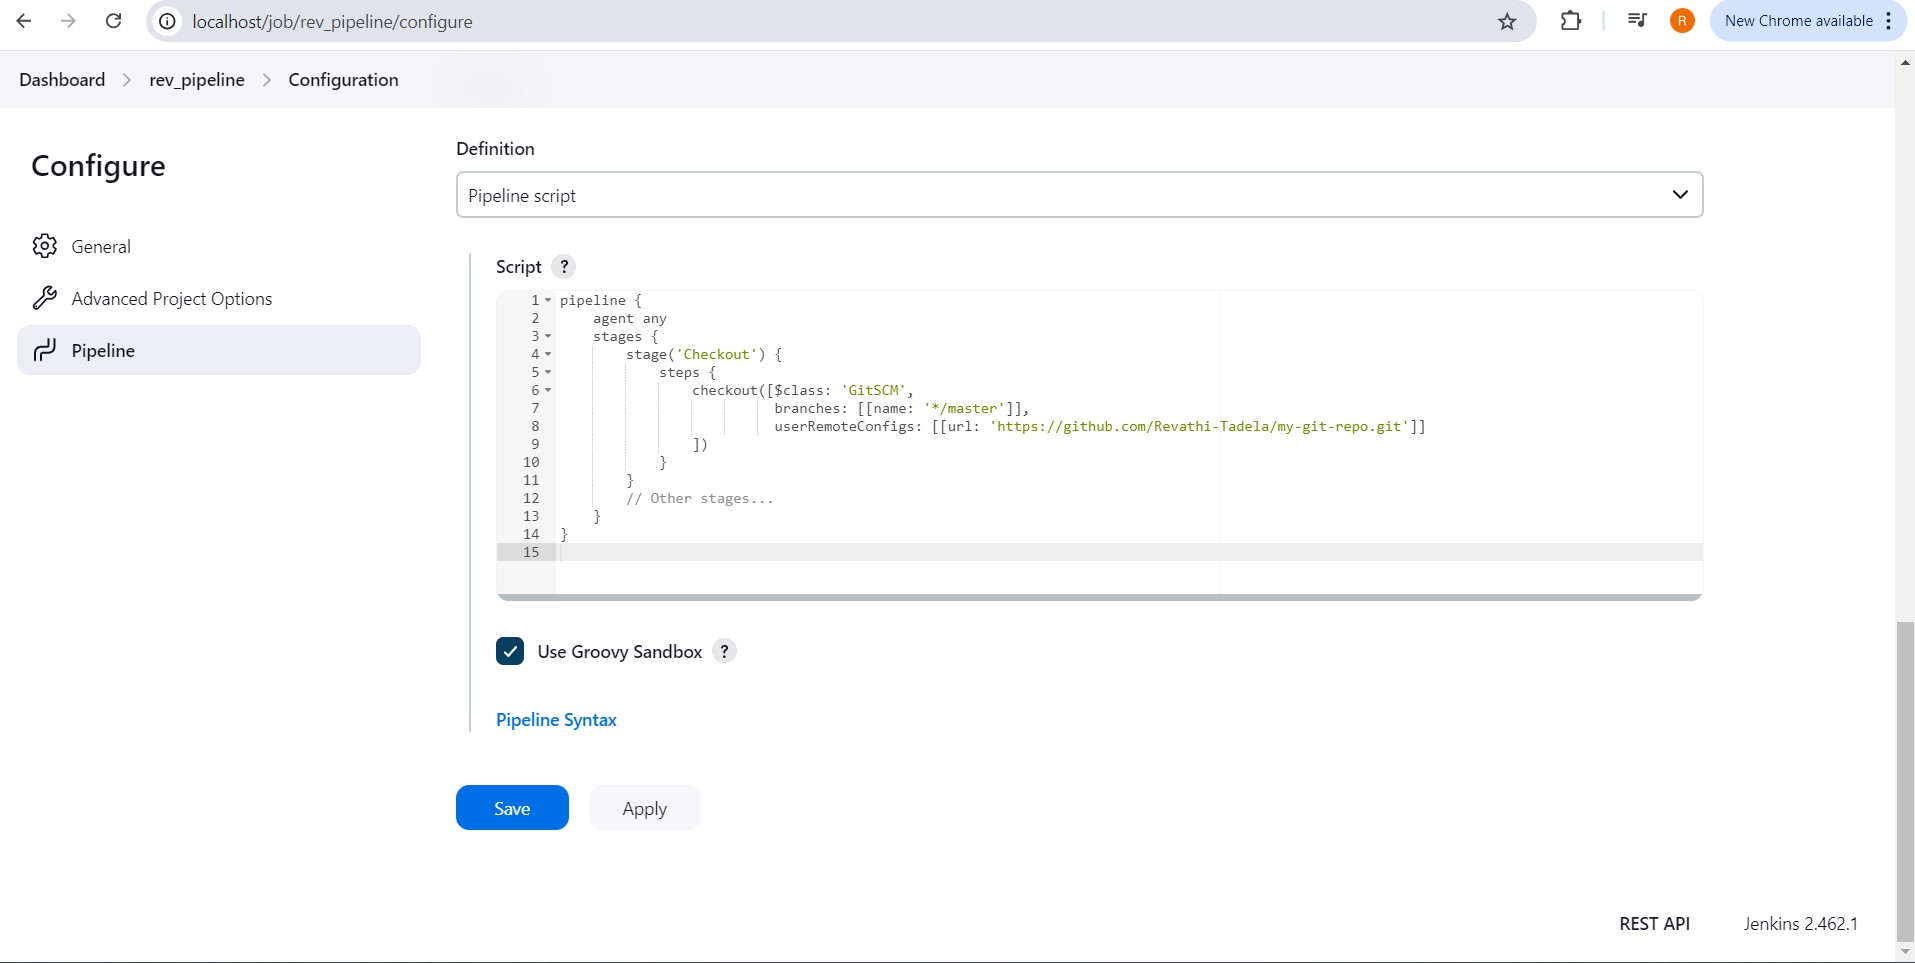 localhost/job/rev_pipeline/configure
R
New Chrome available
Dashboard > rev_pipeline > Configuration
Configure
General
Advanced Project Options
Pipeline
Definition
Pipeline script
Script ?
1 pipeline {
2     agent any
3     stages {
4         stage('Checkout') {
5             steps {
6                 checkout([$class: 'GitSCM',
7                           branches: [[name: '*/master']],
8                           userRemoteConfigs: [[url: 'https://github.com/Revathi-Tadela/my-git-repo.git']]
9                 ])
10             }
11         }
12         // Other stages...
13     }
14 }
15
Use Groovy Sandbox ?
Pipeline Syntax
Save
Apply
REST API
Jenkins 2.462.1